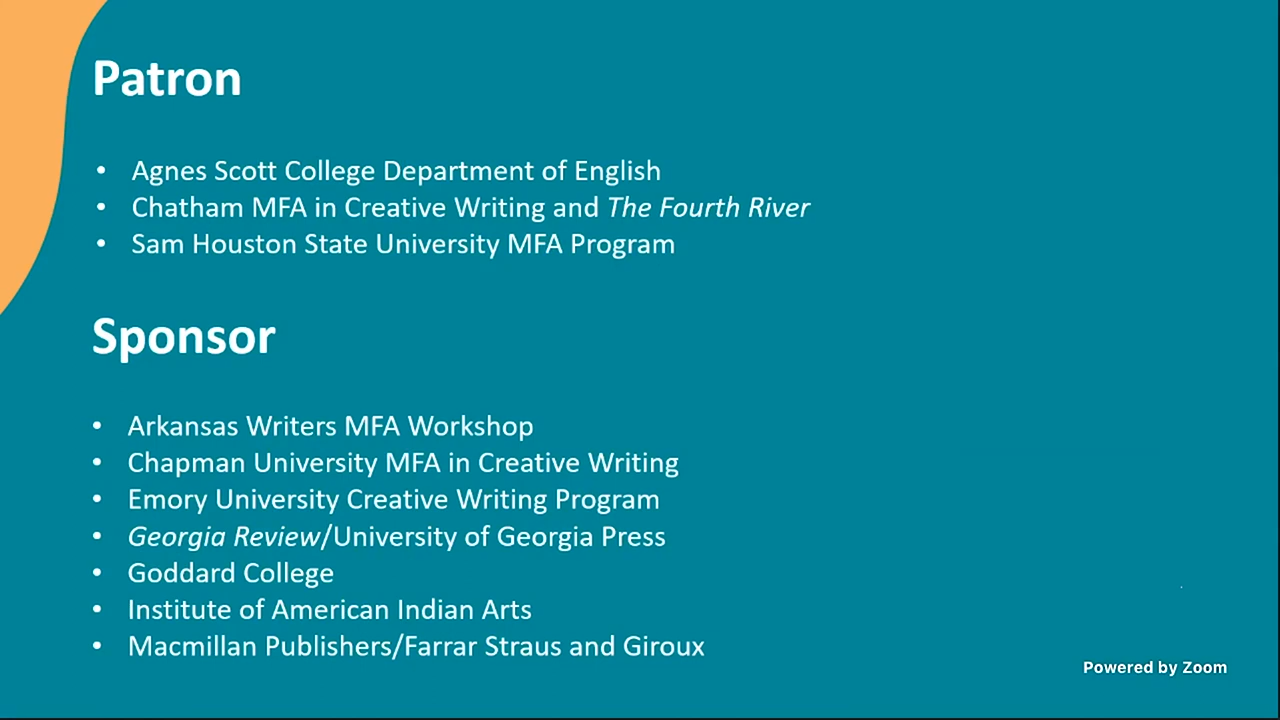 Patron
• Agnes Scott College Department of English
• Chatham MFA in Creative Writing and The Fourth River
• Sam Houston State University MFA Program
Sponsor
• Arkansas Writers MFA Workshop
• Chapman University MFA in Creative Writing
• Emory University Creative Writing Program
• Georgia Review/University of Georgia Press
• Goddard College
• Institute of American Indian Arts
• Macmillan Publishers/Farrar Straus and Giroux
Powered by Zoom